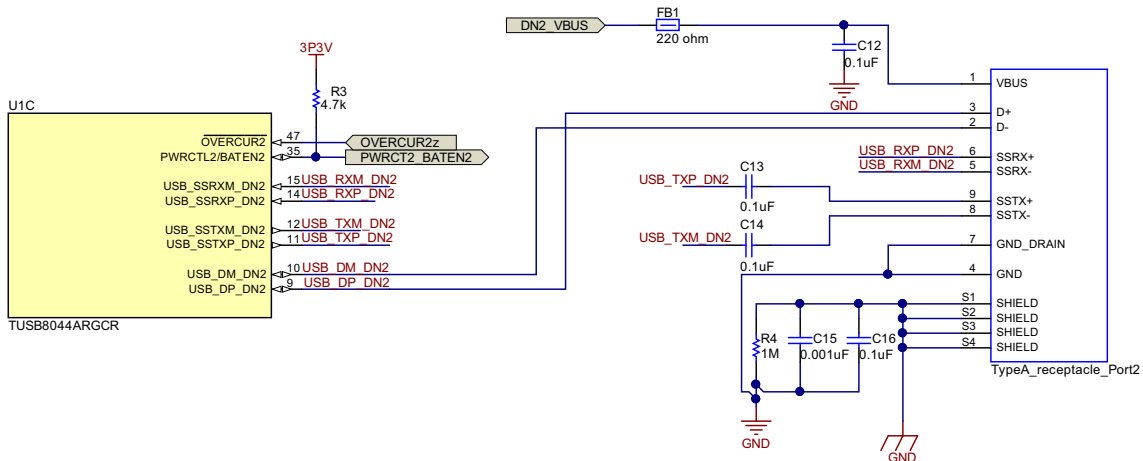 DN2_VBUS
FB1
220 ohm
C12
0.1uF
GND
3P3V
R3
4.7k
U1C
OVERCUR2 47
OVERCUR2z
PWRCTL2/BATEN2 35
PWRCT2_BATEN2
USB_SSRXM_DN2 15 USB_RXM_DN2
USB_SSRXP_DN2 14 USB_RXP_DN2
USB_SSTXM_DN2 12 USB_TXM_DN2
USB_SSTXP_DN2 11 USB_TXP_DN2
USB_DM_DN2 10 USB_DM_DN2
USB_DP_DN2 9 USB_DP_DN2
TUSB8044ARGCR
1 VBUS
3 D+
2 D-
USB_RXP_DN2 6 SSRX+
USB_RXM_DN2 5 SSRX-
C13
USB_TXP_DN2
0.1uF
9 SSTX+
8 SSTX-
C14
USB_TXM_DN2
0.1uF
7 GND_DRAIN
4 GND
S1 SHIELD
S2 SHIELD
S3 SHIELD
S4 SHIELD
TypeA_receptacle_Port2
R4
1M
C15
0.001uF
C16
0.1uF
GND
GND